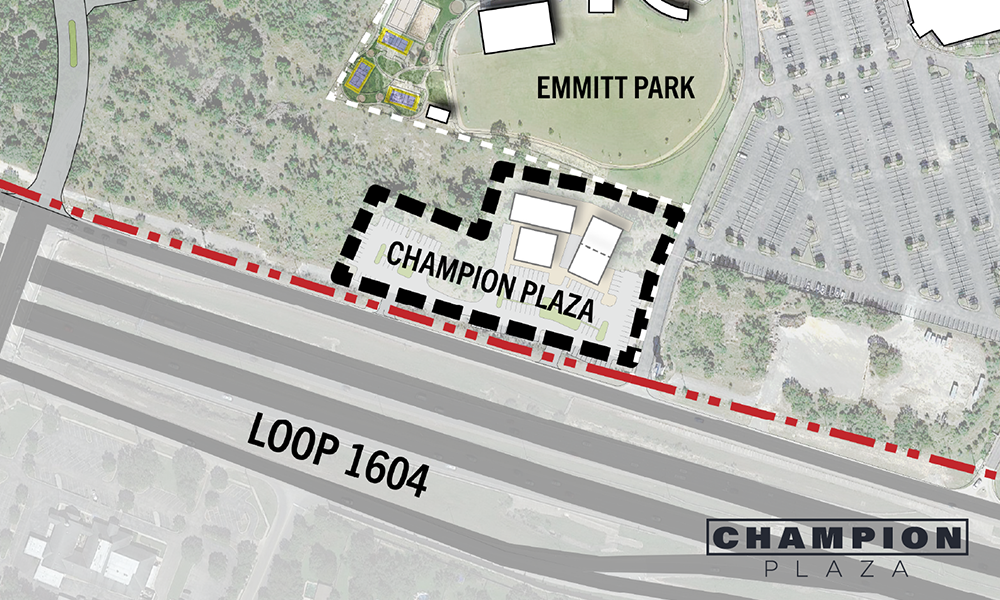 EMMITT PARK
CHAMPION PLAZA
LOOP 1604
CHAMPION
PLAZA